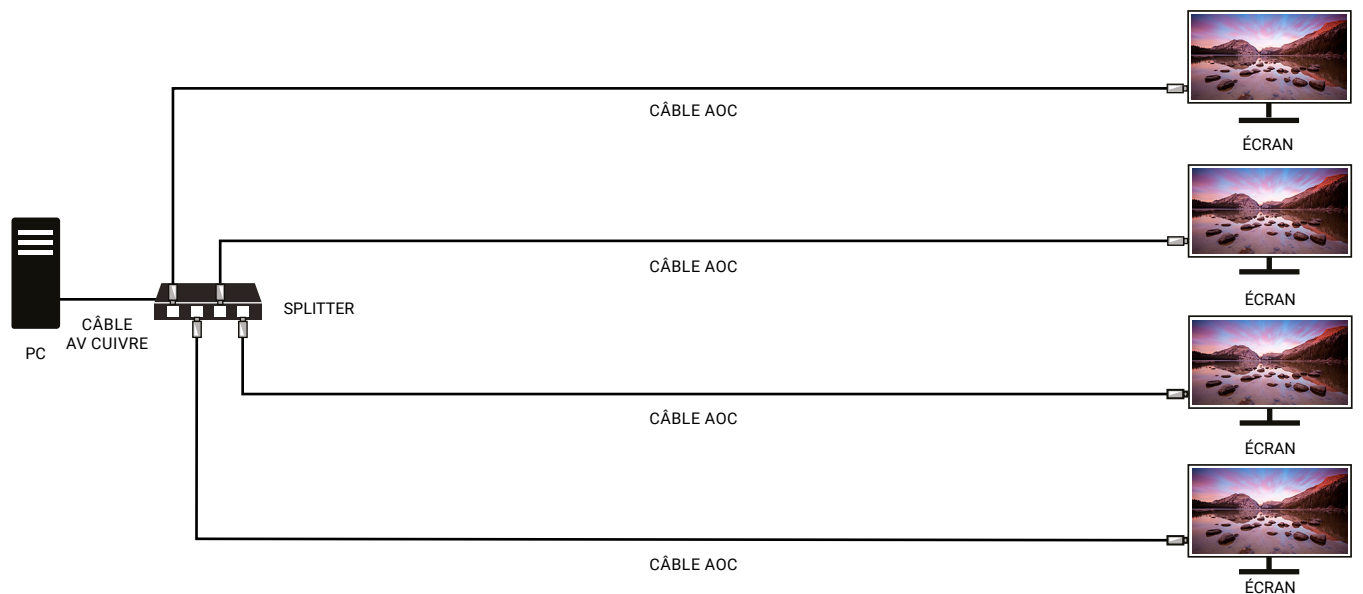 CÂBLE AOC
ÉCRAN
CÂBLE AOC
ÉCRAN
SPLITTER
CÂBLE
AV CUIVRE
PC
CÂBLE AOC
ÉCRAN
CÂBLE AOC
ÉCRAN